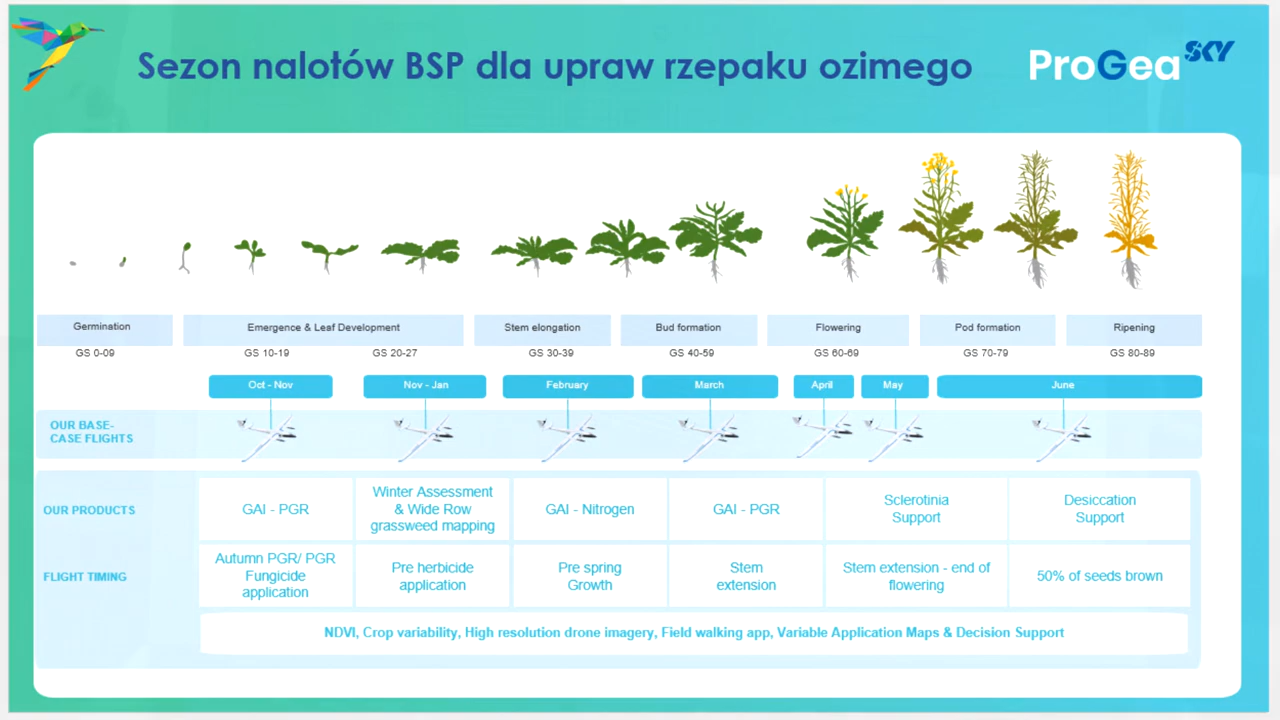 Sezon nalotów BSP dla upraw rzepaku ozimego
ProGea SKY
Germination
Emergence & Leaf Development
Stem elongation
Bud formation
Flowering
Pod formation
Ripening
GS 0-09
GS 10-19
GS 20-27
GS 30-39
GS 40-59
GS 60-69
GS 70-79
GS 80-89
Oct - Nov
Nov - Jan
February
March
April
May
June
OUR BASE-
CASE FLIGHTS
OUR PRODUCTS
GAI - PGR
Winter Assessment
& Wide Row
grassweed mapping
GAI - Nitrogen
GAI - PGR
Sclerotinia
Support
Desiccation
Support
FLIGHT TIMING
Autumn PGR/ PGR
Fungicide
application
Pre herbicide
application
Pre spring
Growth
Stem
extension
Stem extension - end of
flowering
50% of seeds brown
NDVI, Crop variability, High resolution drone imagery, Field walking app, Variable Application Maps & Decision Support